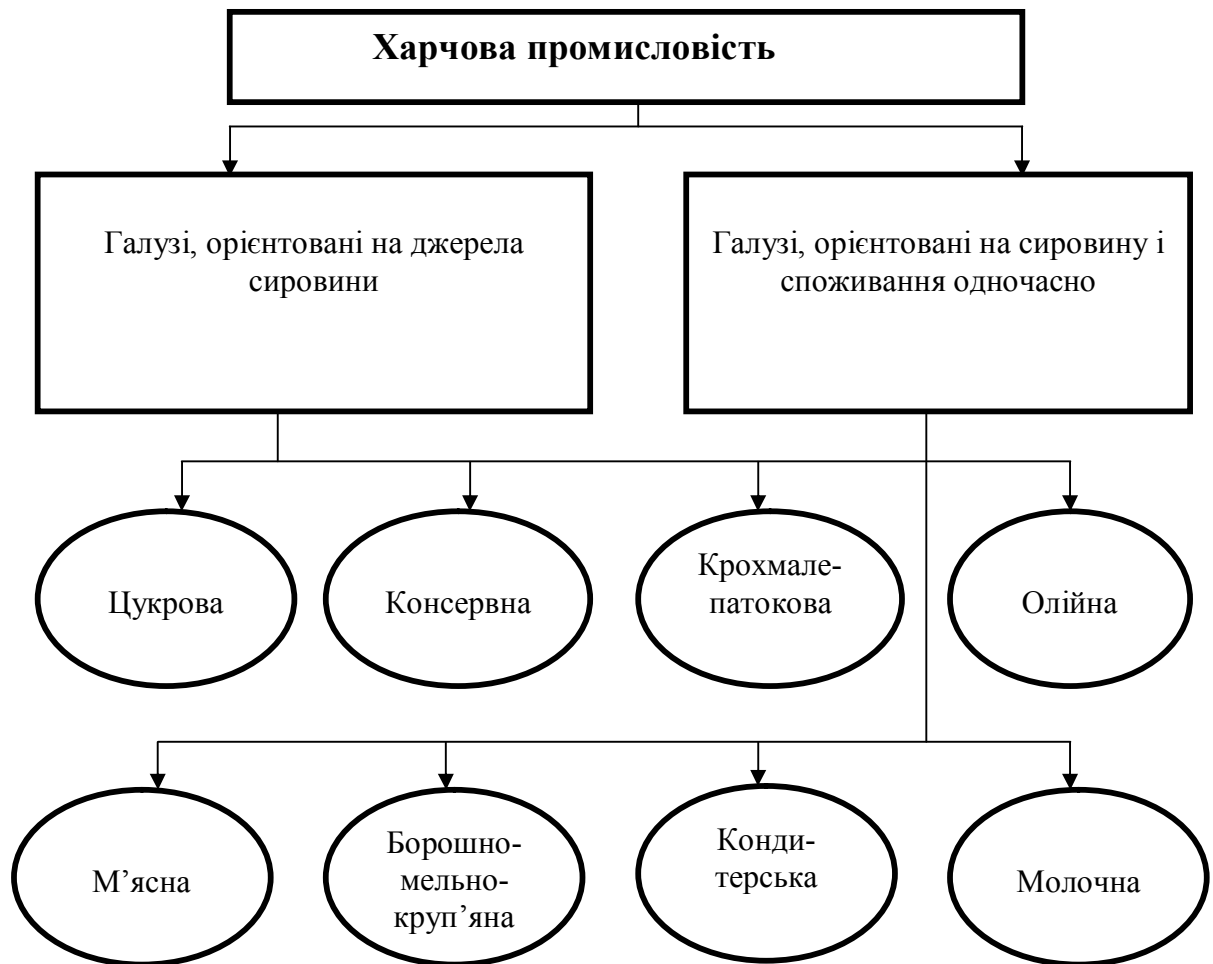 Харчова промисловість
Галузі, орієнтовані на джерела
сировини
Галузі, орієнтовані на сировину і
споживання одночасно
Цукрова
Консервна
Крохмале-
патокова
Олійна
М’ясна
Борошно-
мельно-
круп’яна
Конди-
терська
Молочна